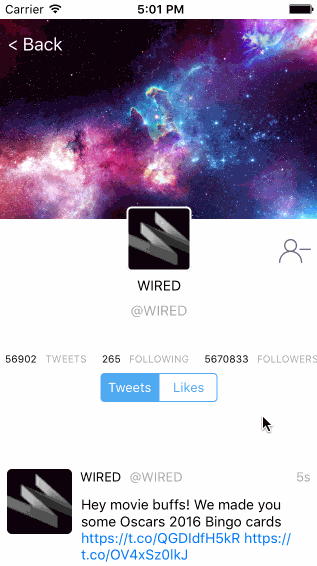 Carrier 5:01 PM
< Back
WIRED
@WIRED
56902 TWEETS 265 FOLLOWING 5670833 FOLLOWERS
Tweets Likes
WIRED @WIRED 5s
Hey movie buffs! We made you
some Oscars 2016 Bingo cards
https://t.co/QGDIdfH5kR https://
t.co/OV4xSz0lkJ